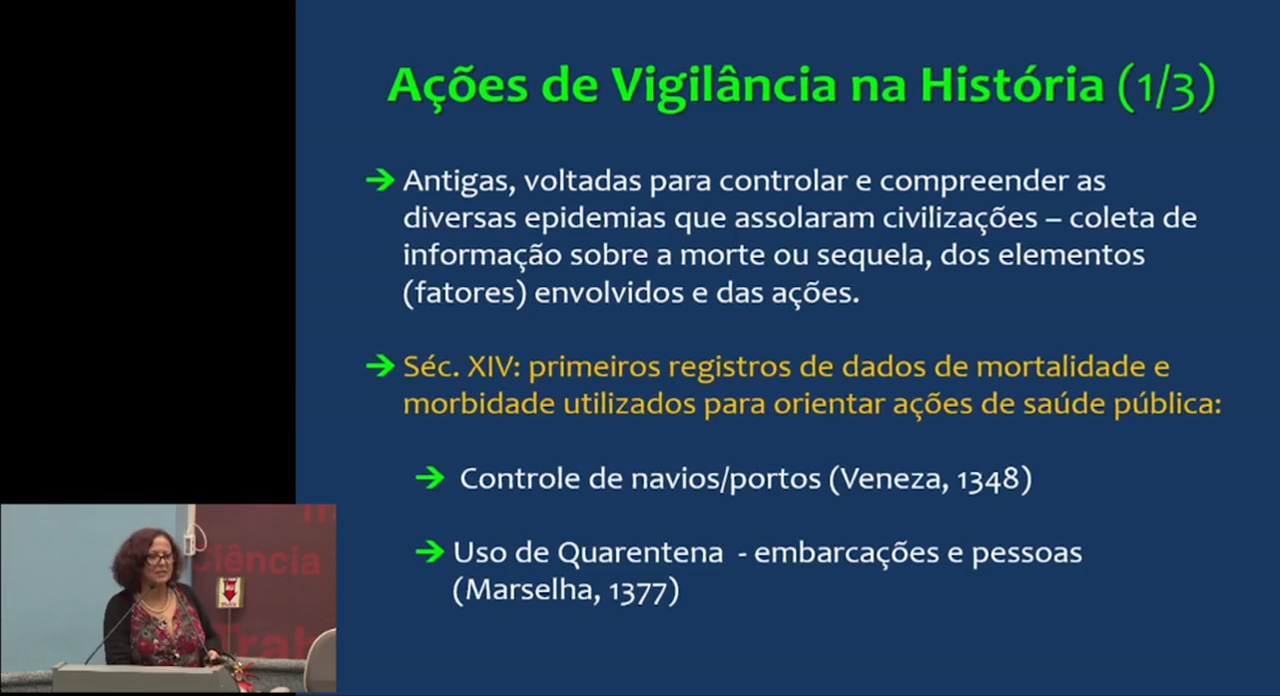 Ações de Vigilância na História (1/3)
→ Antigas, voltadas para controlar e compreender as
diversas epidemias que assolaram civilizações – coleta de
informação sobre a morte ou sequela, dos elementos
(fatores) envolvidos e das ações.
→ Séc. XIV: primeiros registros de dados de mortalidade e
morbidade utilizados para orientar ações de saúde pública:
→ Controle de navios/portos (Veneza, 1348)
→ Uso de Quarentena - embarcações e pessoas
(Marselha, 1377)
Ciência